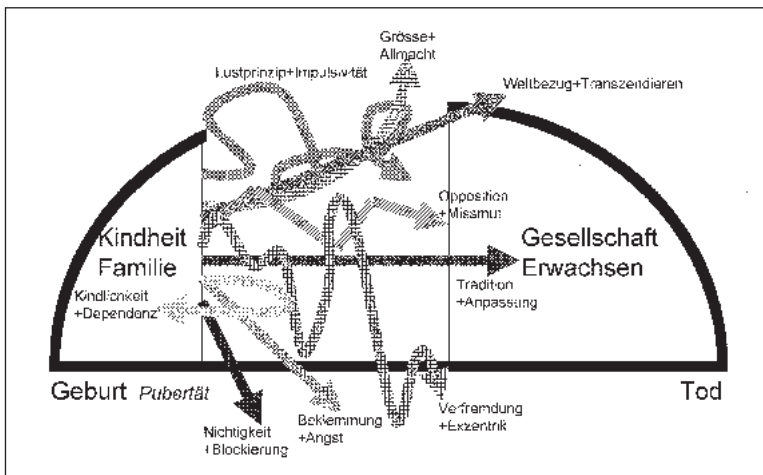 Grösse+
Allmacht
Lustprinzip+Impulsivität
Weltbezug+Transzendieren
Opposition
+Missmut
Kindheit
Familie
Gesellschaft
Erwachsen
Kindlichkeit
+Dependenz
Tradition
+Anpassung
Geburt Pubertät
Tod
Nichtigkeit
+Blockierung
Beklemmung
+Angst
Verfremdung
+Exzentrik